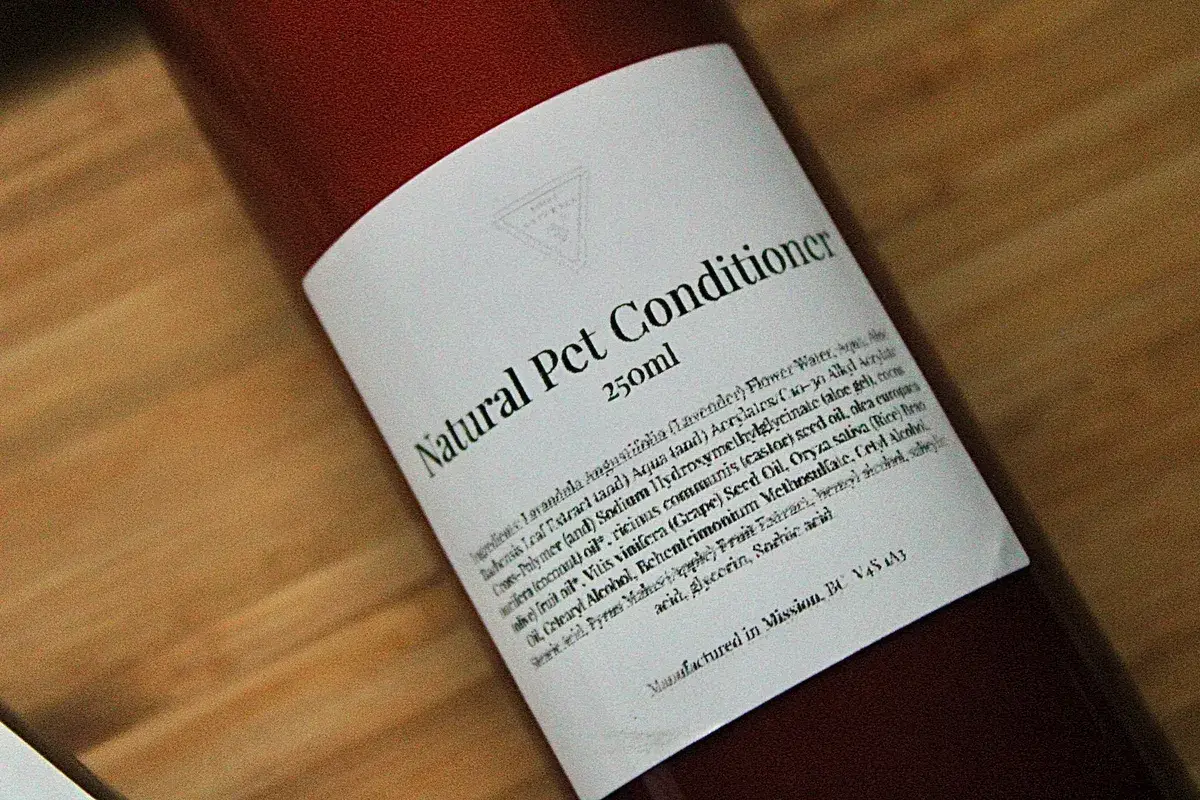 Natural Pet Conditioner
250ml
Ingredients: Lavandula Angustifolia (Lavender) Flower Water, Aqua, Aloe
Barbensis Leaf Extract (and) Aqua (and) Acrylates/C10-30 Alkyl Acrylate
Cross-Polymer (and) Sodium Hydroxymethylglycinate (aloe gel), cocos
nucifera (coconut) oil*, ricinus communis (castor) seed oil, olea europaea
(olive) fruit oil*, Vitis vinifera (Grape) Seed Oil, Oryza sativa (Rice) Bran
Oil, Cetearyl Alcohol, Behentrimonium Methosulfate, Cetyl Alcohol,
Stearic acid, Pyrus Malus (Apple) Fruit Extract, benzyl alcohol, salicylic
acid, glycerin, Sorbic acid
Manufactured in Mission, BC V4S 1A3